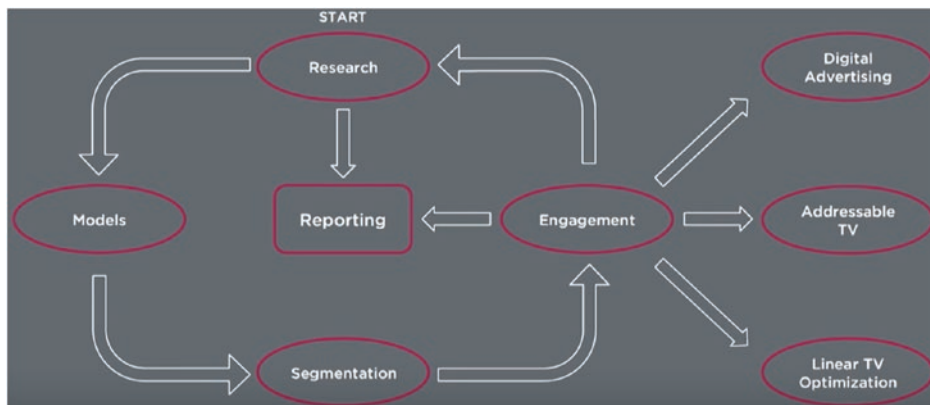 START
Research
Digital
Advertising
Models
Reporting
Engagement
Addressable
TV
Segmentation
Linear TV
Optimization